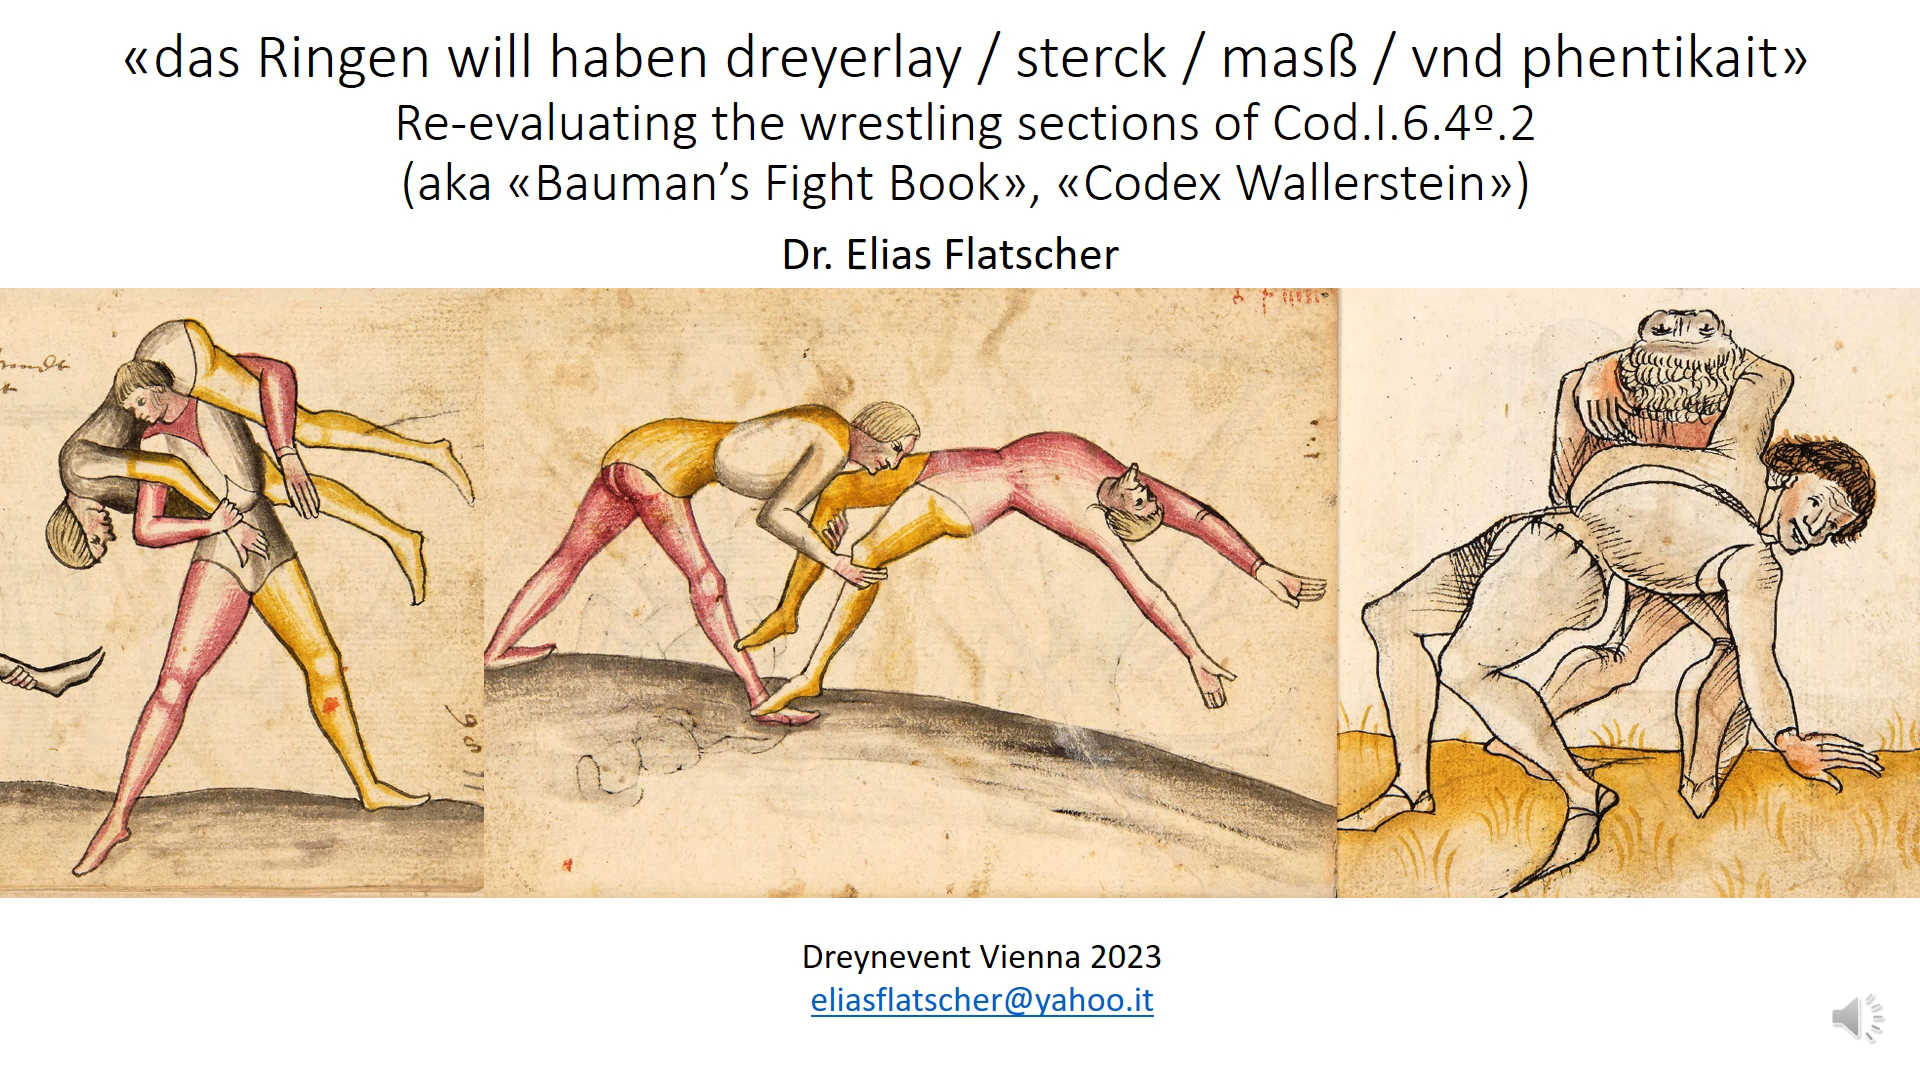 «das Ringen will haben dreyerlay / sterck / masß / vnd phentikait»
Re-evaluating the wrestling sections of Cod.I.6.4º.2
(aka «Bauman’s Fight Book», «Codex Wallerstein»)
Dr. Elias Flatscher
Dreynevent Vienna 2023
eliasflatscher@yahoo.it